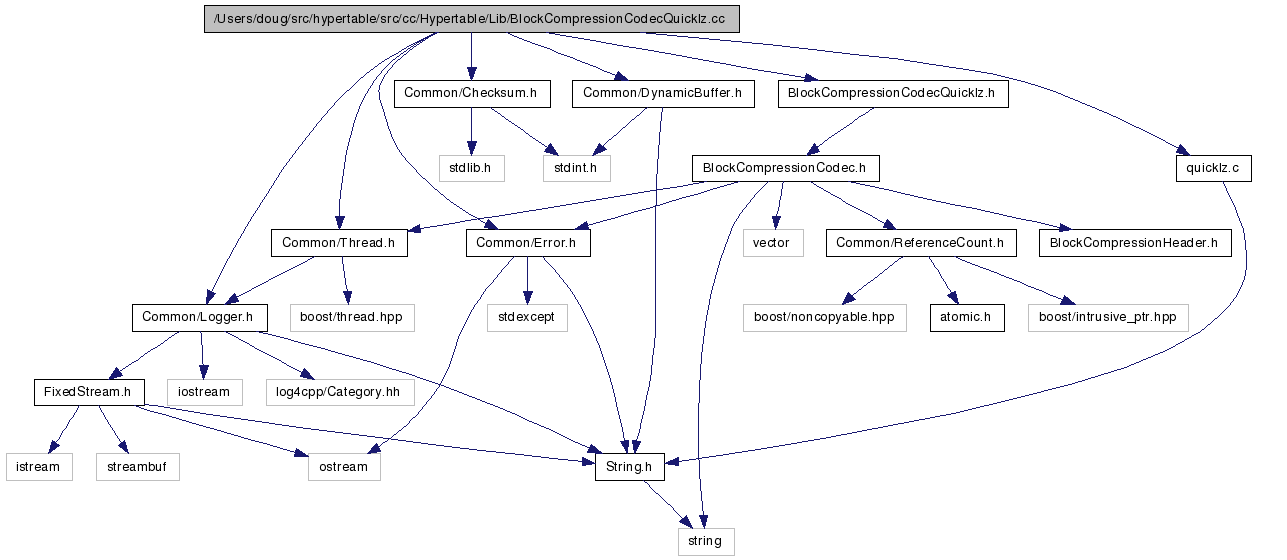 /Users/doug/src/hypertable/src/cc/Hypertable/Lib/BlockCompressionCodecQuicklz.cc
Common/Checksum.h
Common/DynamicBuffer.h
BlockCompressionCodecQuicklz.h
stdlib.h
stdint.h
BlockCompressionCodec.h
quicklz.c
Common/Thread.h
Common/Error.h
vector
Common/ReferenceCount.h
BlockCompressionHeader.h
Common/Logger.h
boost/thread.hpp
stdexcept
boost/noncopyable.hpp
atomic.h
boost/intrusive_ptr.hpp
FixedStream.h
iostream
log4cpp/Category.hh
istream
streambuf
ostream
String.h
string